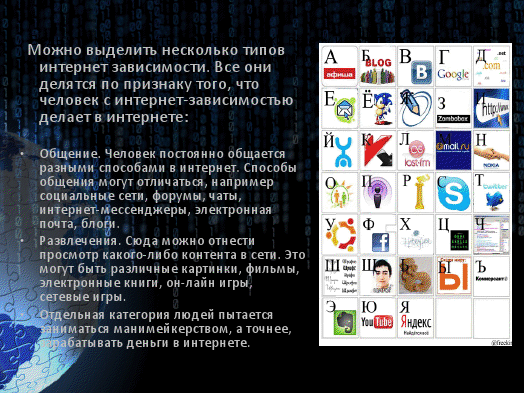 Можно выделить несколько типов
интернет зависимости. Все они
делятся по признаку того, что
человек с интернет-зависимостью
делает в интернете:
Общение. Человек постоянно общается
разными способами в интернет. Способы
общения могут отличаться, например
социальные сети, форумы, чаты,
интернет-мессенджеры, электронная
почта, блоги.
• Развлечения. Сюда можно отнести
просмотр какого-либо контента в сети. Это
могут быть различные картинки, фильмы,
электронные книги, он-лайн игры,
сетевые игры.
Отдельная категория людей пытается
заниматься манимейкерством, а точнее,
зарабатывать деньги в интернете.
А Б В Г Д
афиша BLOG B Google .com
Е Ё Ж З
Zombobox http://www.
Й К Л М Н
last.fm @mail.ru NOKIA
О П Р С Т
twitter
У Ф Х Ц Ч
Ш Щ Ы Ъ
Шрифт
Коммерсантъ
Э Ю Я
You Tube Яндекс